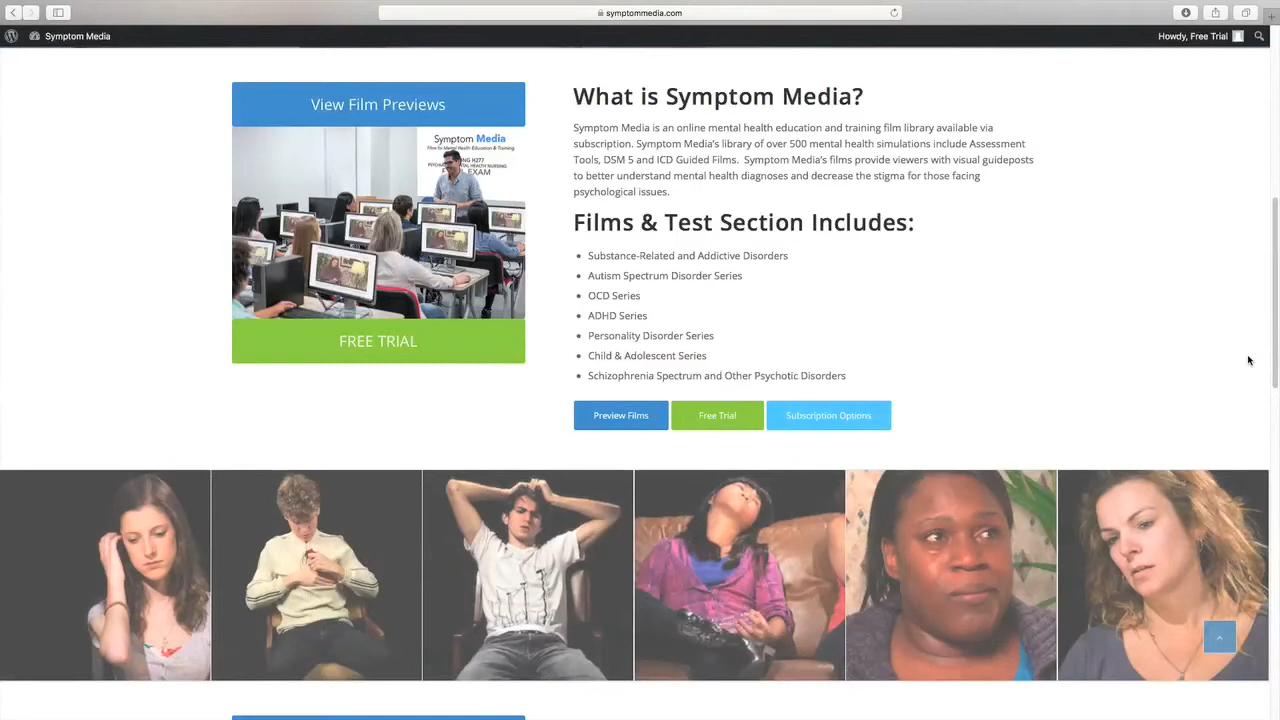 symptommedia.com
Symptom Media
Howdy, Free Trial
View Film Previews
Symptom Media
FREE TRIAL
What is Symptom Media?
Symptom Media is an online mental health education and training film library available via
subscription. Symptom Media's library of over 500 mental health simulations include Assessment
Tools, DSM 5 and ICD Guided Films. Symptom Media's films provide viewers with visual guideposts
to better understand mental health diagnoses and decrease the stigma for those facing
psychological issues.
Films & Test Section Includes:
Substance-Related and Addictive Disorders
Autism Spectrum Disorder Series
OCD Series
ADHD Series
Personality Disorder Series
Child & Adolescent Series
Schizophrenia Spectrum and Other Psychotic Disorders
Preview Films
Free Trial
Subscription Options